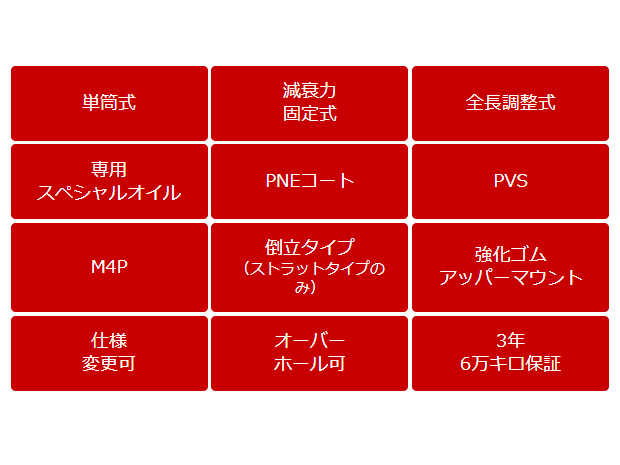 単筒式
減衰力
固定式
全長調整式
専用
スペシャルオイル
PNEコート
PVS
M4P
倒立タイプ
（ストラットタイプの
み）
強化ゴム
アッパーマウント
仕様
変更可
オーバー
ホール可
3年
6万キロ保証